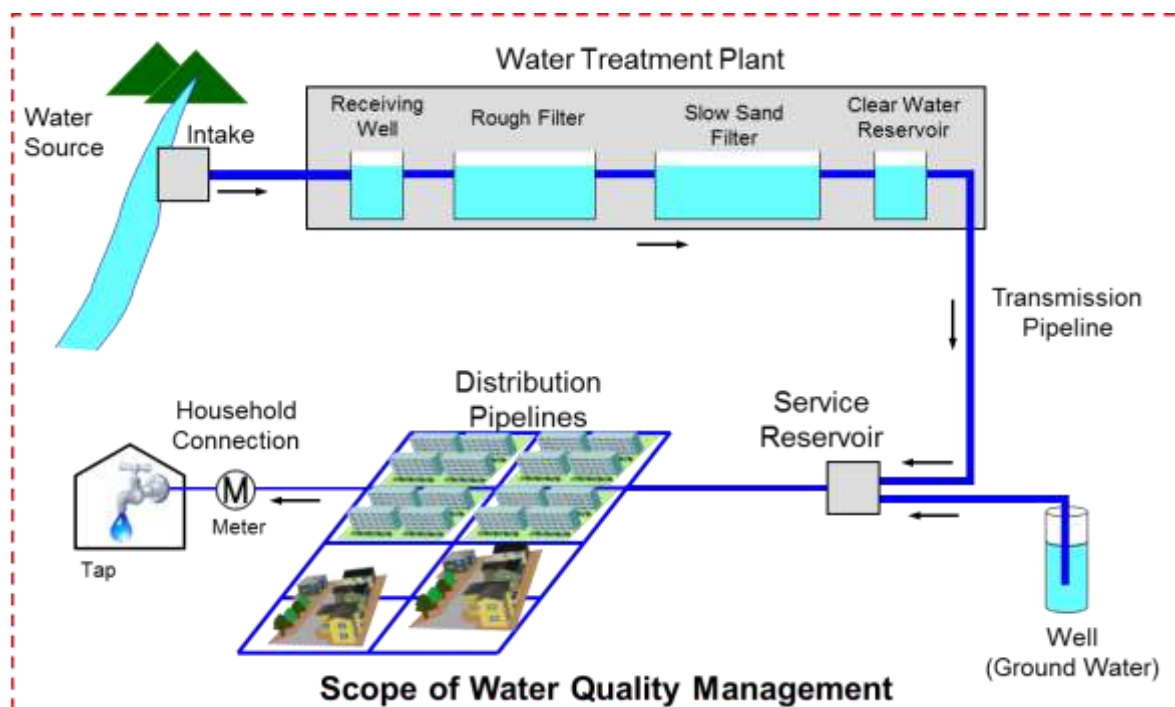 Water Treatment Plant
Water
Source
Intake
Receiving
Well
Rough Filter
Slow Sand
Filter
Clear Water
Reservoir
Transmission
Pipeline
Distribution
Pipelines
Service
Reservoir
Household
Connection
M
Meter
Tap
Well
(Ground Water)
Scope of Water Quality Management